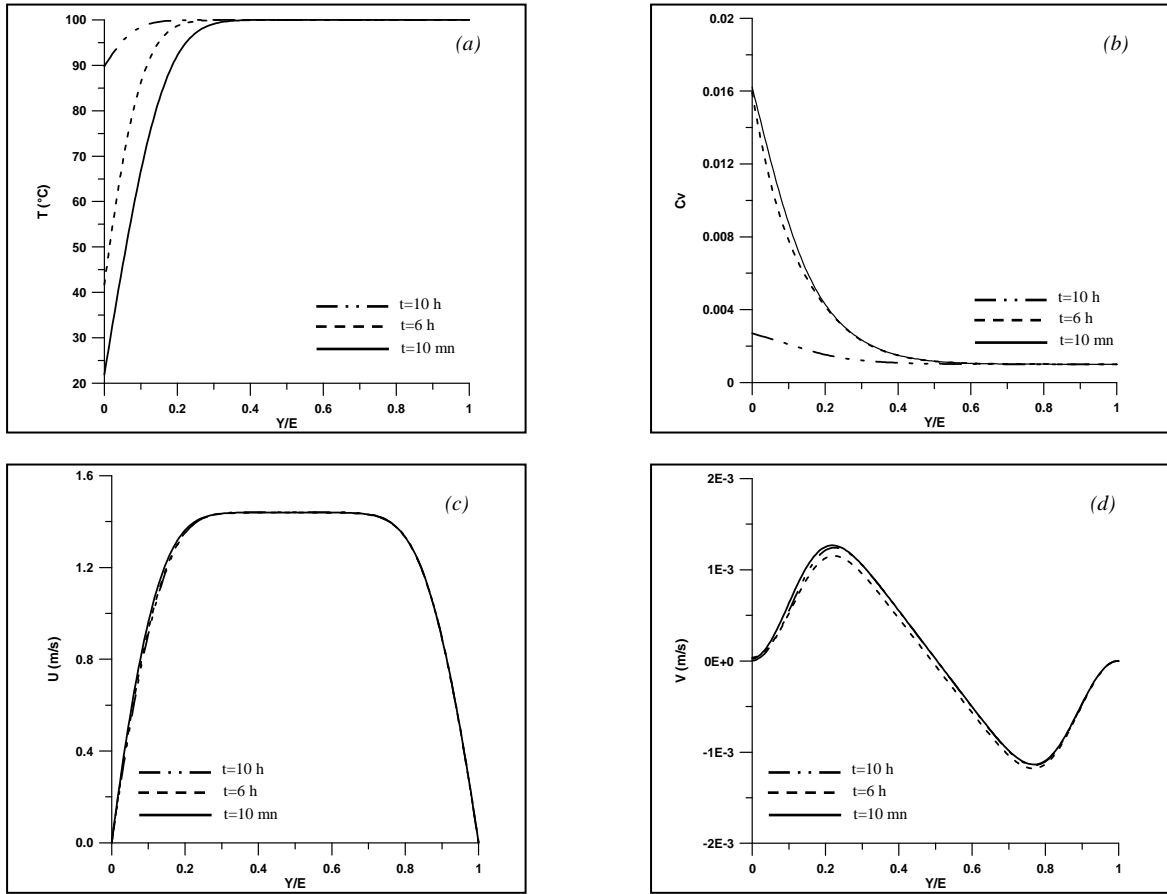 (a)
100
90
80
70
60
50
40
30
20
T (°C)
t=10 h
t=6 h
t=10 mn
0 0.2 0.4 0.6 0.8 1
Y/E
(b)
0.02
0.016
0.012
0.008
0.004
0
Cv
t=10 h
t=6 h
t=10 mn
0 0.2 0.4 0.6 0.8 1
Y/E
(c)
1.6
1.2
0.8
0.4
0.0
U (m/s)
t=10 h
t=6 h
t=10 mn
0 0.2 0.4 0.6 0.8 1
Y/E
(d)
2E-3
1E-3
0E+0
-1E-3
-2E-3
V (m/s)
t=10 h
t=6 h
t=10 mn
0 0.2 0.4 0.6 0.8 1
Y/E